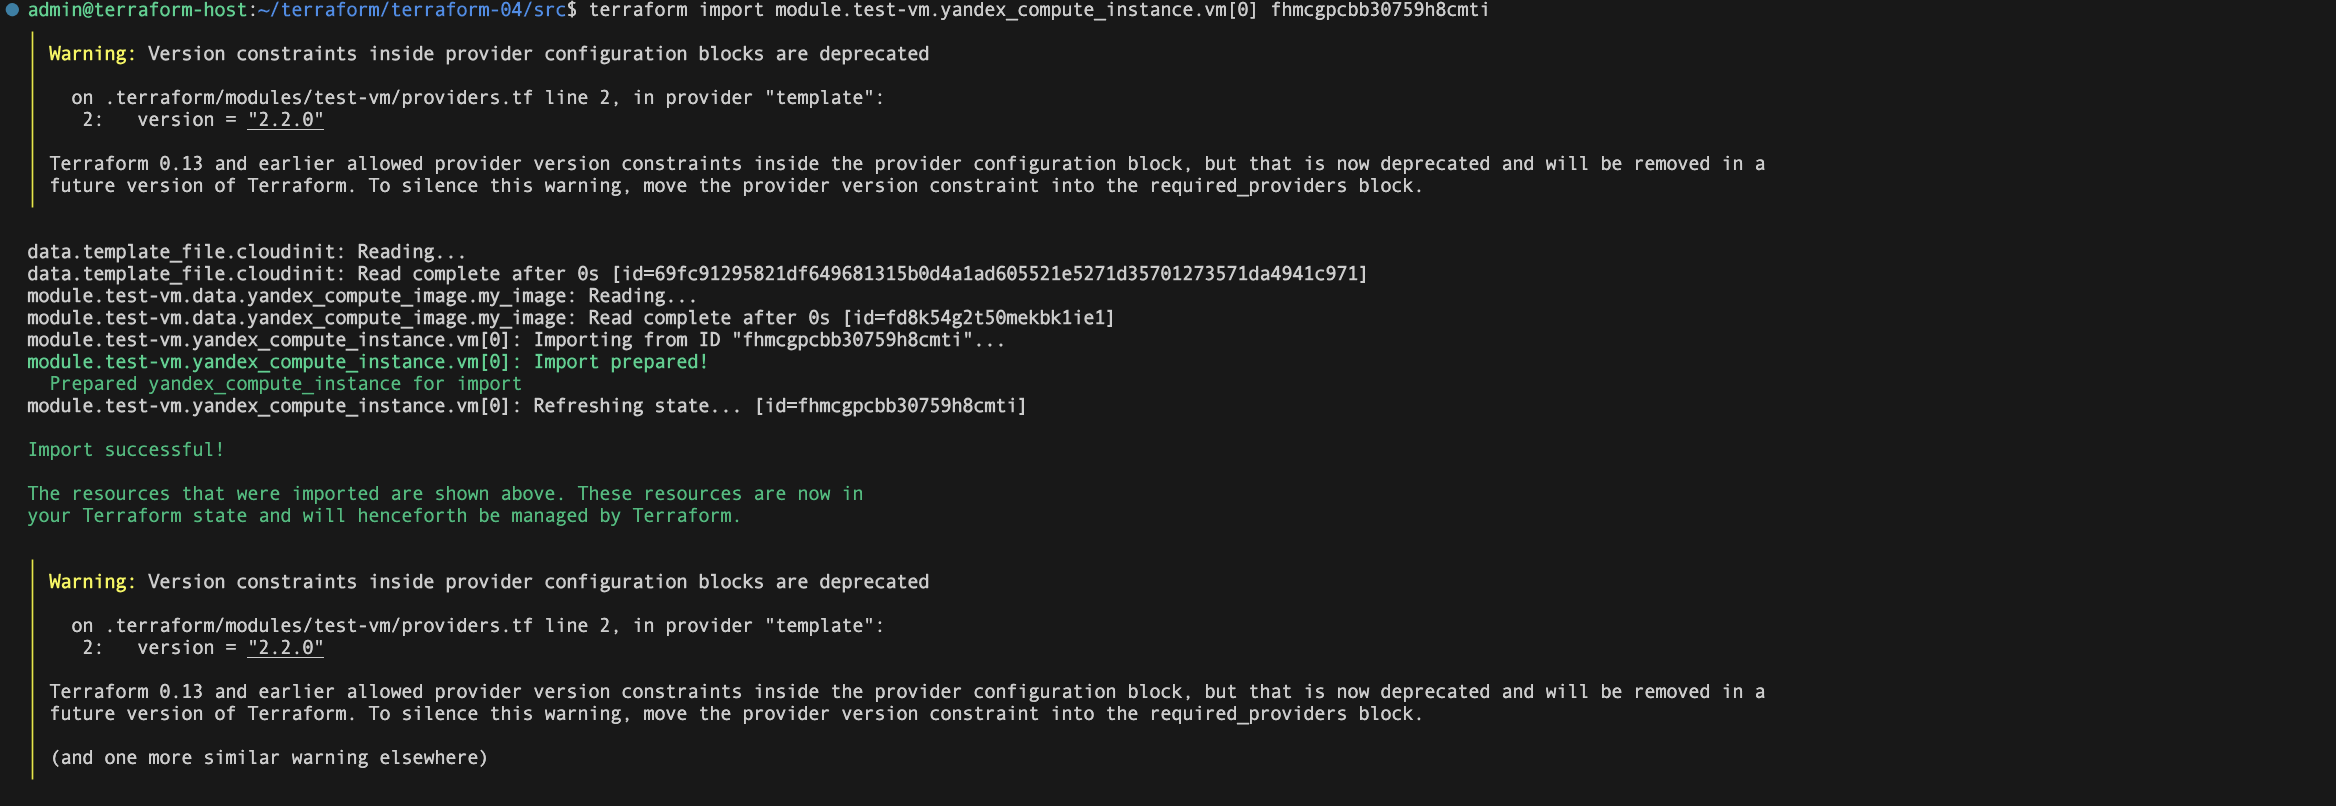 admin@terraform-host:~/terraform/terraform-04/src$ terraform import module.test-vm.yandex_compute_instance.vm[0] fhmcgpcbb30759h8cmti
Warning: Version constraints inside provider configuration blocks are deprecated
on .terraform/modules/test-vm/providers.tf line 2, in provider "template":
2: version = "2.2.0"
Terraform 0.13 and earlier allowed provider version constraints inside the provider configuration block, but that is now deprecated and will be removed in a
future version of Terraform. To silence this warning, move the provider version constraint into the required_providers block.
data.template_file.cloudinit: Reading...
data.template_file.cloudinit: Read complete after 0s [id=69fc91295821df649681315b0d4a1ad605521e5271d35701273571da4941c971]
module.test-vm.data.yandex_compute_image.my_image: Reading...
module.test-vm.data.yandex_compute_image.my_image: Read complete after 0s [id=fd8k54g2t50mekbk1ie1]
module.test-vm.yandex_compute_instance.vm[0]: Importing from ID "fhmcgpcbb30759h8cmti"...
module.test-vm.yandex_compute_instance.vm[0]: Import prepared!
Prepared yandex_compute_instance for import
module.test-vm.yandex_compute_instance.vm[0]: Refreshing state... [id=fhmcgpcbb30759h8cmti]
Import successful!
The resources that were imported are shown above. These resources are now in
your Terraform state and will henceforth be managed by Terraform.
Warning: Version constraints inside provider configuration blocks are deprecated
on .terraform/modules/test-vm/providers.tf line 2, in provider "template":
2: version = "2.2.0"
Terraform 0.13 and earlier allowed provider version constraints inside the provider configuration block, but that is now deprecated and will be removed in a
future version of Terraform. To silence this warning, move the provider version constraint into the required_providers block.
(and one more similar warning elsewhere)